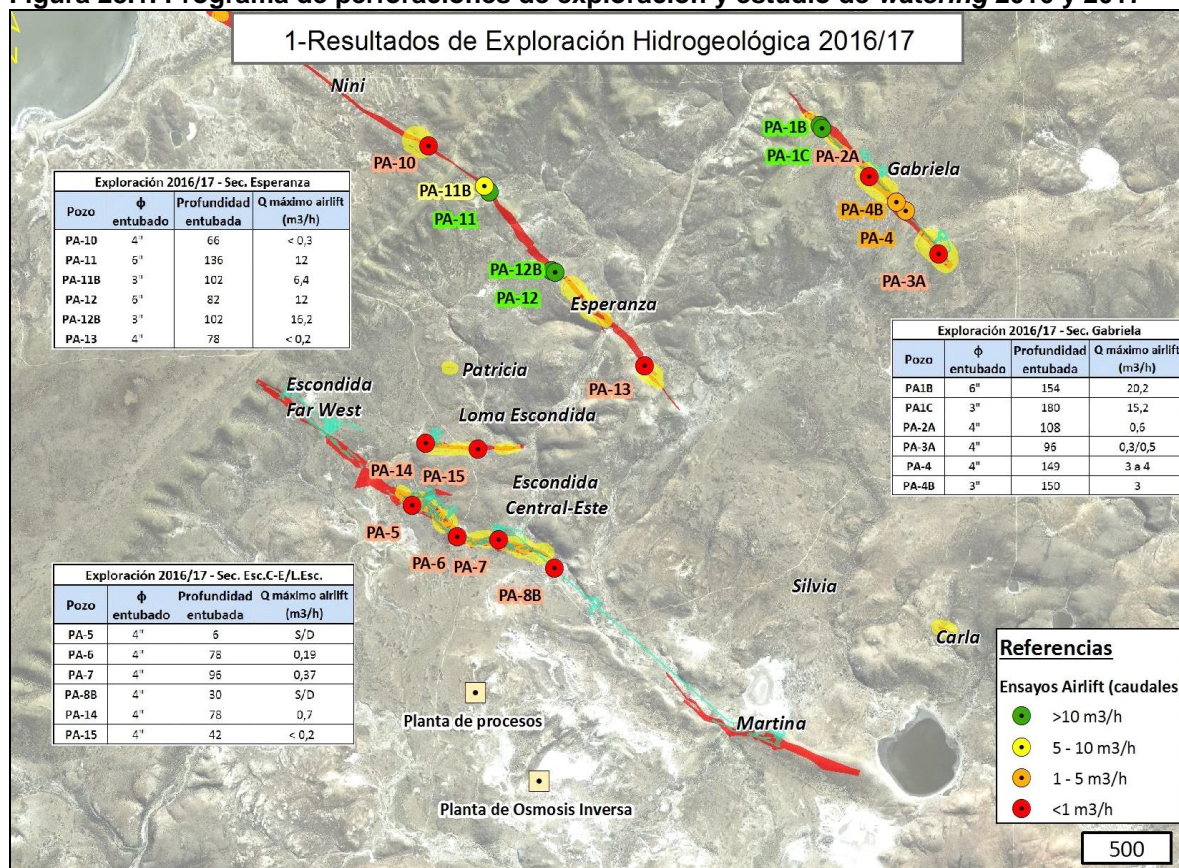 Figura 23.1. Programa de perforaciones de exploración y estudio de watering 2016 y 2017
1-Resultados de Exploración Hidrogeológica 2016/17
Nini
PA-10
PA-11B
PA-11
PA-12B
PA-12
Esperanza
PA-13
PA-1B
PA-1C
PA-2A
Gabriela
PA-4B
PA-4
PA-3A
Exploración 2016/17 - Sec. Esperanza
Pozo ϕ entubado Profundidad entubada Q máximo airlift (m3/h)
PA-10 4" 66 < 0,3
PA-11 6" 136 12
PA-11B 3" 102 6,4
PA-12 6" 82 12
PA-12B 3" 102 16,2
PA-13 4" 78 < 0,2
Exploración 2016/17 - Sec. Gabriela
Pozo ϕ entubado Profundidad entubada Q máximo airlift (m3/h)
PA1B 6" 154 20,2
PA1C 3" 180 15,2
PA-2A 4" 108 0,6
PA-3A 4" 96 0,3/0,5
PA-4 4" 149 3 a 4
PA-4B 3" 150 3
Patricia
Escondida
Far West
Loma Escondida
PA-14
PA-15
Escondida
Central-Este
PA-5
PA-6
PA-7
PA-8B
Exploración 2016/17 - Sec. Esc.C-E/L.Esc.
Pozo ϕ entubado Profundidad entubada Q máximo airlift (m3/h)
PA-5 4" 6 S/D
PA-6 4" 78 0,19
PA-7 4" 96 0,37
PA-8B 4" 30 S/D
PA-14 4" 78 0,7
PA-15 4" 42 < 0,2
Silvia
Carla
Martina
Planta de procesos
Planta de Osmosis Inversa
Referencias
Ensayos Airlift (caudales
>10 m3/h
5 - 10 m3/h
1 - 5 m3/h
<1 m3/h
500